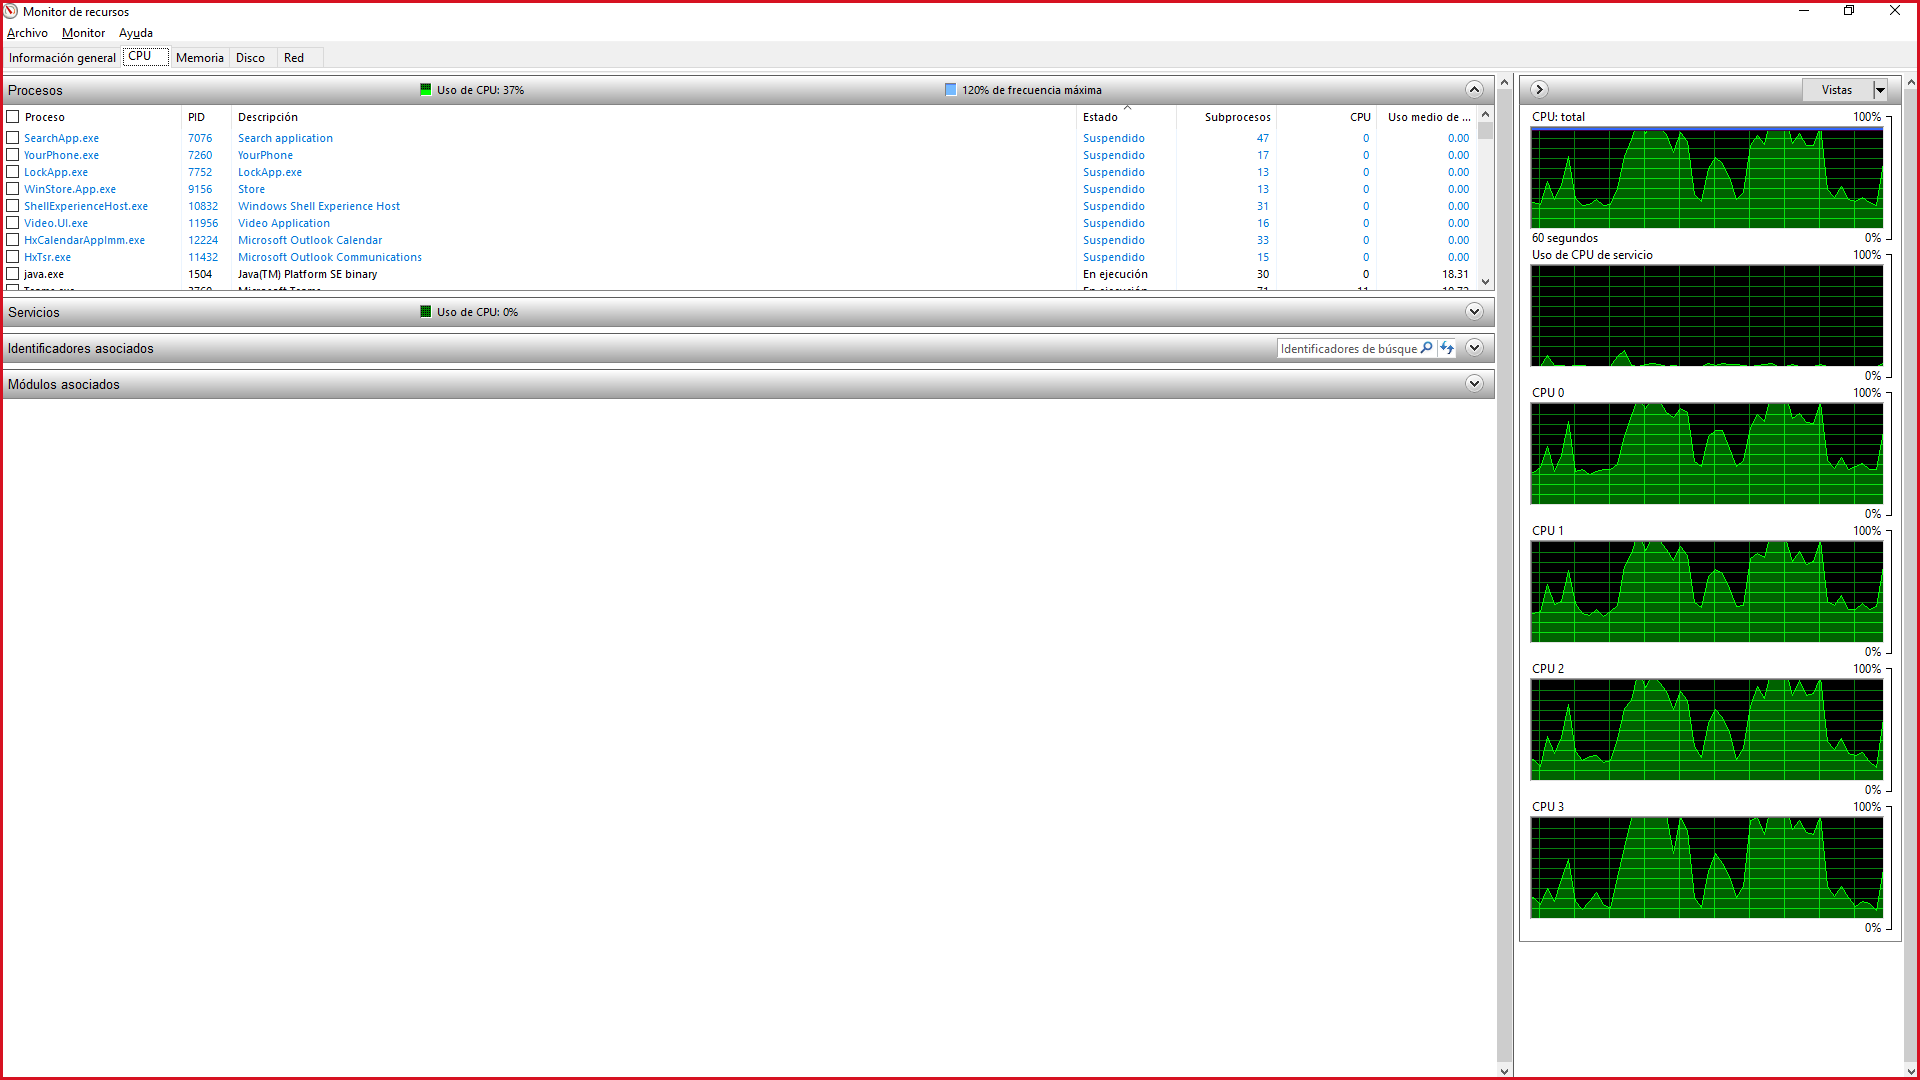 Monitor de recursos
Archivo Monitor Ayuda
Información general CPU Memoria Disco Red
Procesos Uso de CPU: 37% 120% de frecuencia máxima
Proceso PID Descripción Estado Subprocesos CPU Uso medio de ...
SearchApp.exe 7076 Search application Suspendido 47 0 0.00
YourPhone.exe 7260 YourPhone Suspendido 17 0 0.00
LockApp.exe 7752 LockApp.exe Suspendido 13 0 0.00
WinStore.App.exe 9156 Store Suspendido 13 0 0.00
ShellExperienceHost.exe 10832 Windows Shell Experience Host Suspendido 31 0 0.00
Video.UI.exe 11956 Video Application Suspendido 16 0 0.00
HxCalendarAppImm.exe 12224 Microsoft Outlook Calendar Suspendido 33 0 0.00
HxTsr.exe 11432 Microsoft Outlook Communications Suspendido 15 0 0.00
java.exe 1504 Java(TM) Platform SE binary En ejecución 30 0 18.31
Servicios Uso de CPU: 0%
Identificadores asociados Identificadores de búsque
Módulos asociados
Vistas
CPU: total 100%
60 segundos 0%
Uso de CPU de servicio 100%
0%
CPU 0 100%
0%
CPU 1 100%
0%
CPU 2 100%
0%
CPU 3 100%
0%